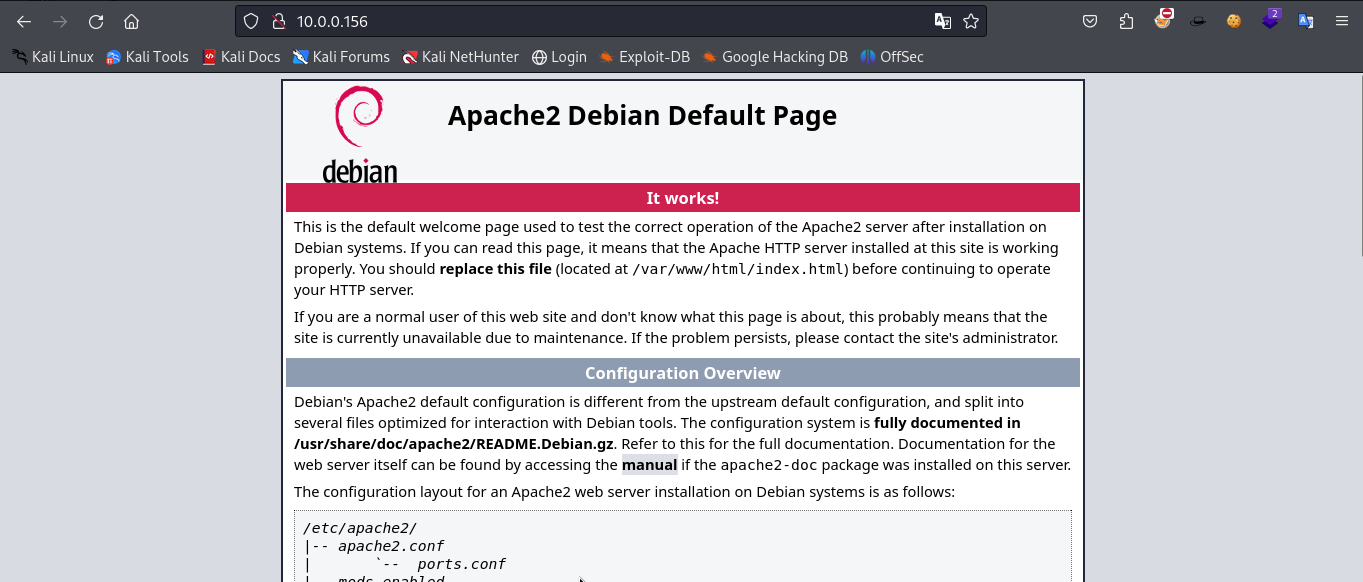 10.0.0.156
2
Kali Linux Kali Tools Kali Docs Kali Forums Kali NetHunter Login Exploit-DB Google Hacking DB OffSec
debian
Apache2 Debian Default Page
It works!
This is the default welcome page used to test the correct operation of the Apache2 server after installation on
Debian systems. If you can read this page, it means that the Apache HTTP server installed at this site is working
properly. You should replace this file (located at /var/www/html/index.html) before continuing to operate
your HTTP server.
If you are a normal user of this web site and don't know what this page is about, this probably means that the
site is currently unavailable due to maintenance. If the problem persists, please contact the site's administrator.
Configuration Overview
Debian's Apache2 default configuration is different from the upstream default configuration, and split into
several files optimized for interaction with Debian tools. The configuration system is fully documented in
/usr/share/doc/apache2/README.Debian.gz. Refer to this for the full documentation. Documentation for the
web server itself can be found by accessing the manual if the apache2-doc package was installed on this server.
The configuration layout for an Apache2 web server installation on Debian systems is as follows:
/etc/apache2/
|-- apache2.conf
|       `--  ports.conf
|-- mods-enabled